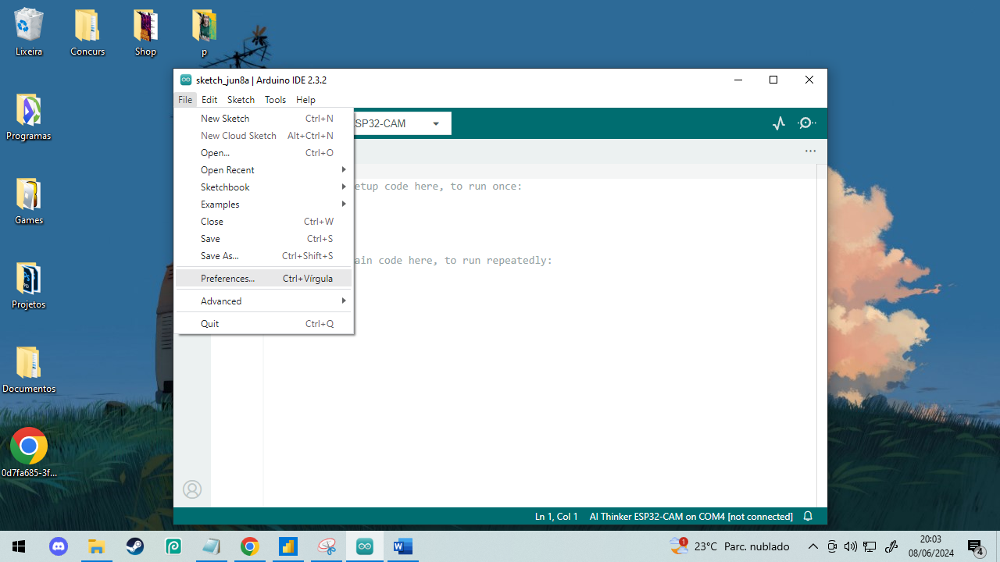 Lixeira
Concurs
Shop
p
Programas
Games
Projetos
Documentos
0d7fa685-3f...
sketch_jun8a | Arduino IDE 2.3.2
File Edit Sketch Tools Help
New Sketch Ctrl+N
New Cloud Sketch Alt+Ctrl+N
Open... Ctrl+O
Open Recent
Sketchbook
Examples
Close Ctrl+W
Save Ctrl+S
Save As... Ctrl+Shift+S
Preferences... Ctrl+Vírgula
Advanced
Quit Ctrl+Q
SP32-CAM
etup code here, to run once:
ain code here, to run repeatedly:
Ln 1, Col 1 AI Thinker ESP32-CAM on COM4 [not connected]
1
23°C Parc. nublado
20:03
08/06/2024
4